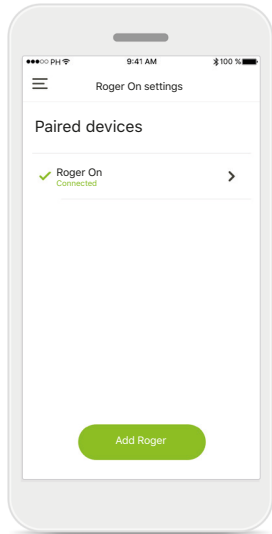 ●●●○○ PH 9:41 AM 100 %
Roger On settings
Paired devices
Roger On
Connected
Add Roger